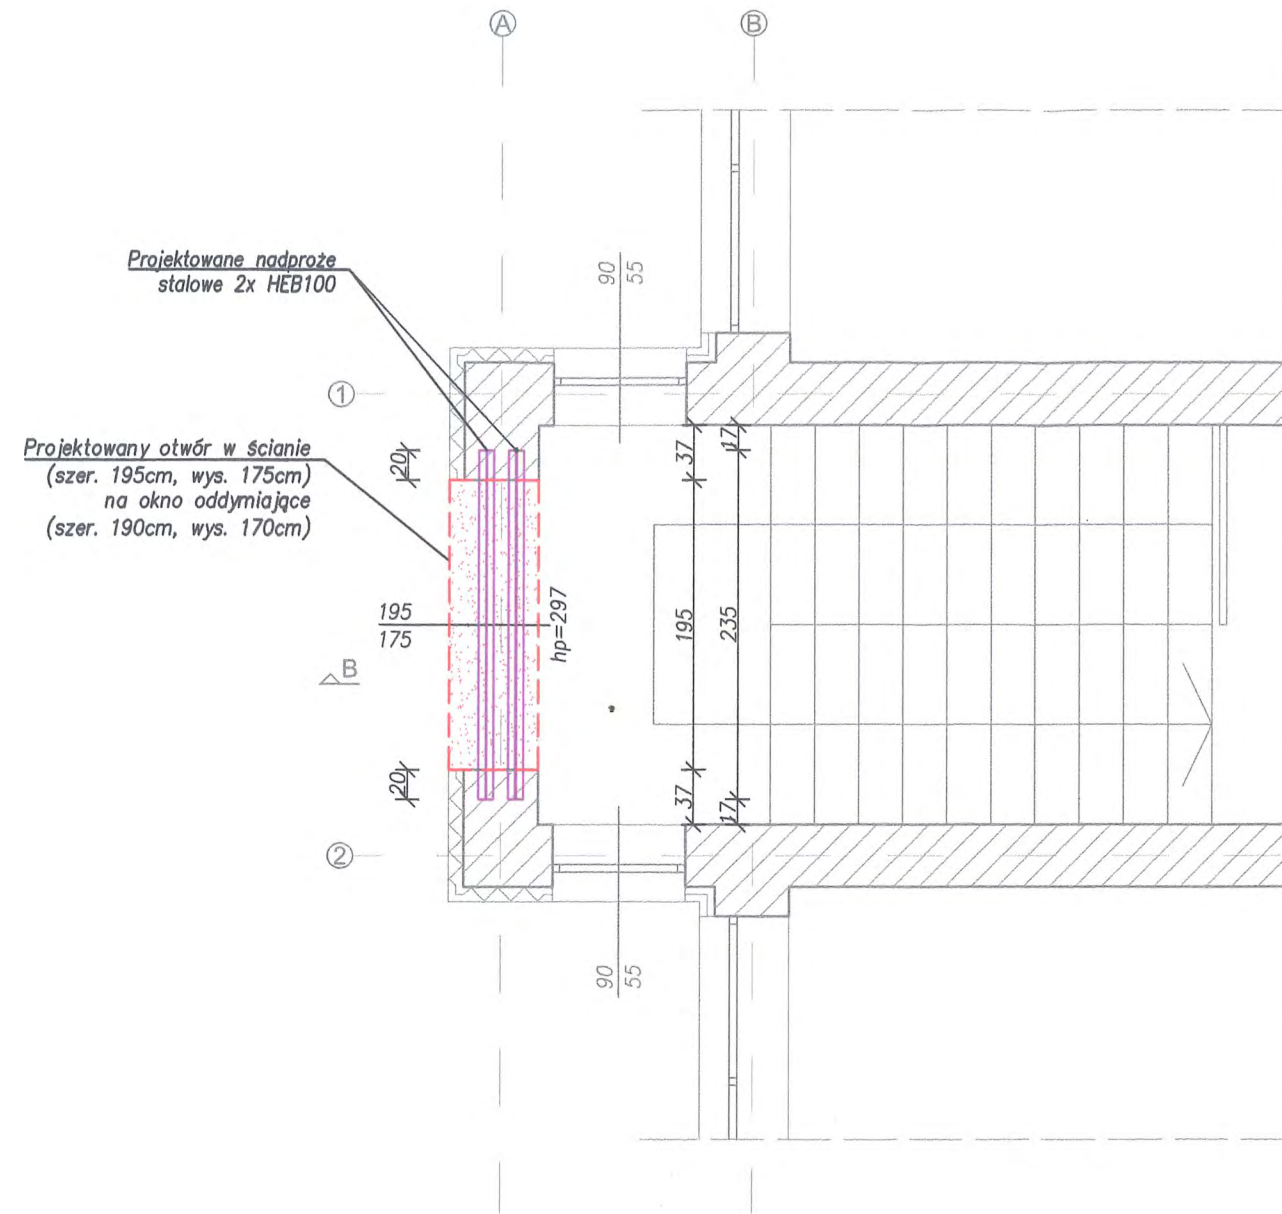 A
B
Projektowane nadproże
stalowe 2x HEB100
90
55
1
Projektowany otwór w ścianie
(szer. 195cm, wys. 175cm)
na okno oddymiające
(szer. 190cm, wys. 170cm)
20
37
17
195
175
hp=297
195
235
B
20
37
17
2
90
55